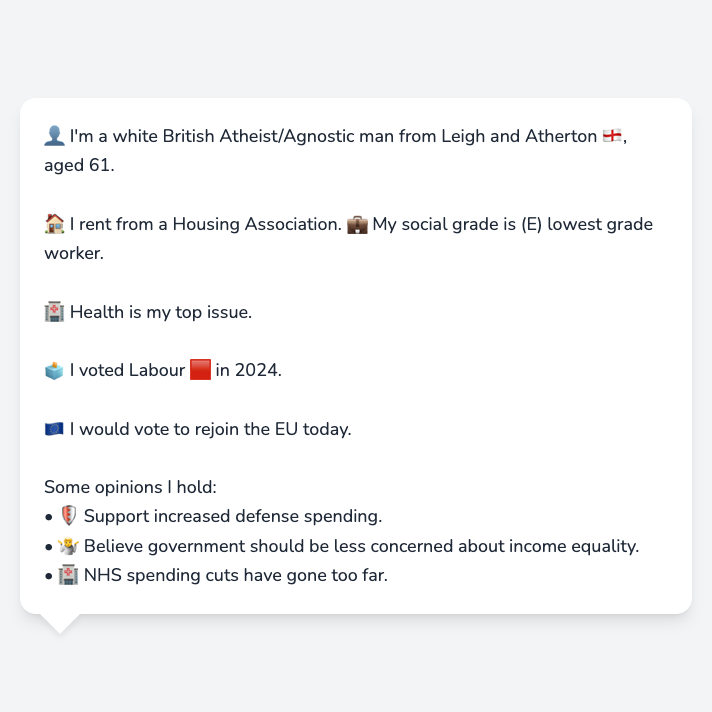 👤 I'm a white British Atheist/Agnostic man from Leigh and Atherton 🏴󠁧󠁢󠁥󠁮󠁧󠁿,
aged 61.
🏠 I rent from a Housing Association. 💼 My social grade is (E) lowest grade
worker.
🏥 Health is my top issue.
🗳️ I voted Labour 🟥 in 2024.
🇪🇺 I would vote to rejoin the EU today.
Some opinions I hold:
• 🛡️ Support increased defense spending.
• 🤷 Believe government should be less concerned about income equality.
• 🏥 NHS spending cuts have gone too far.